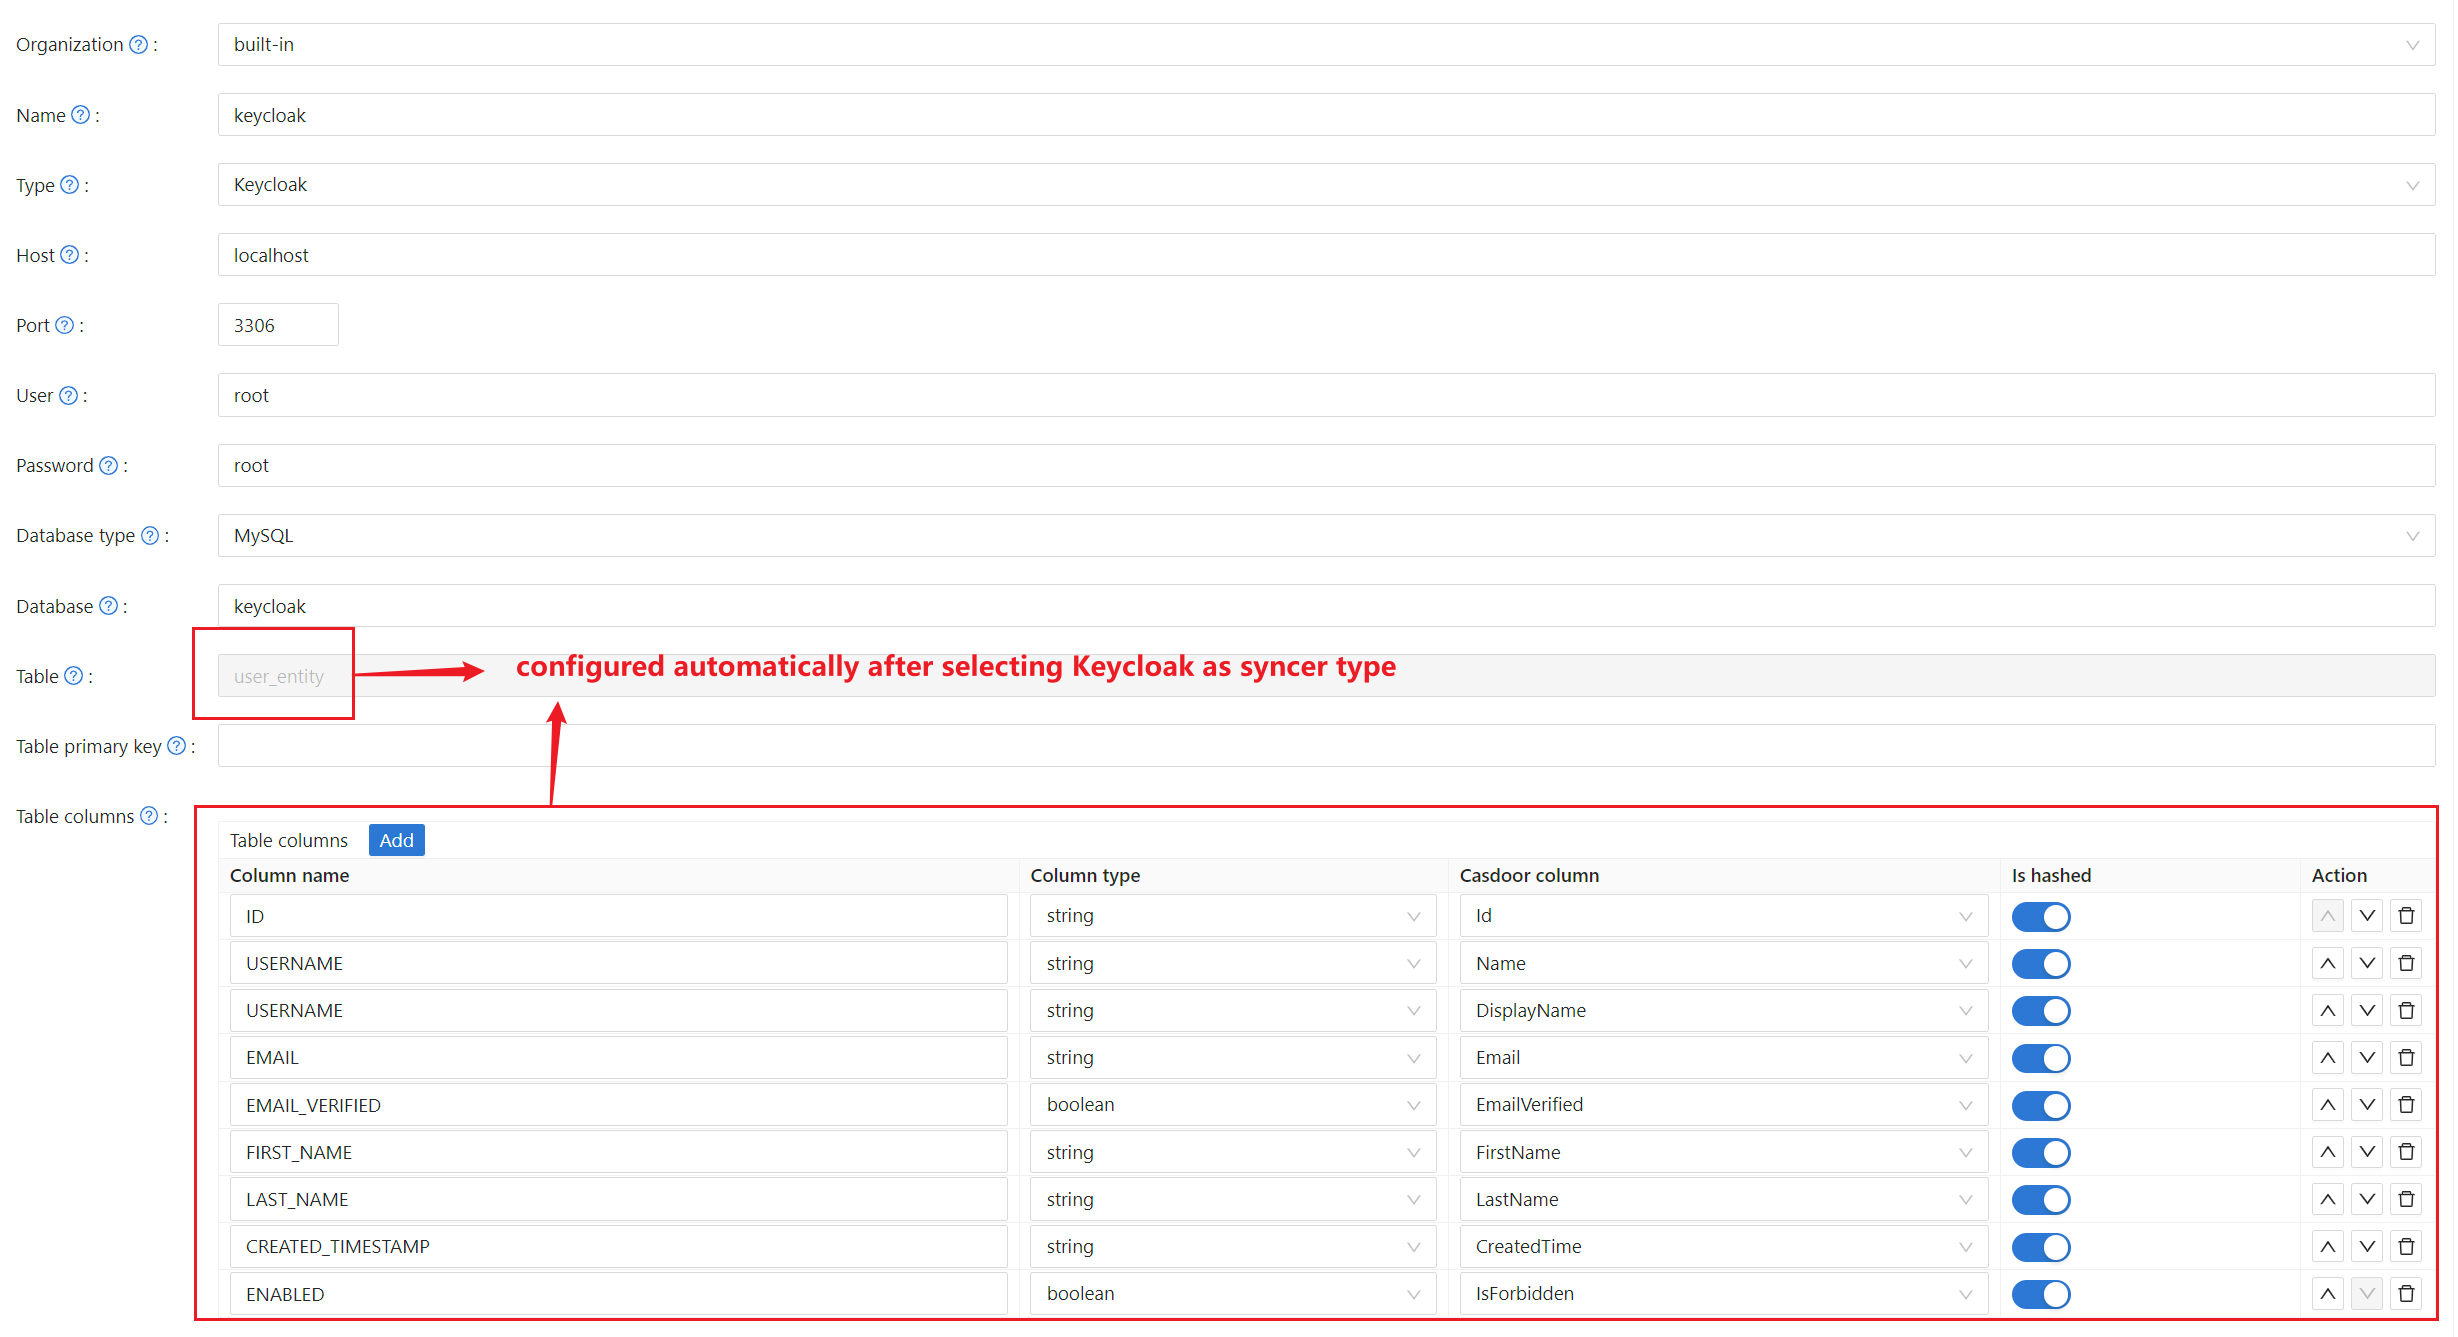 Organization ? : built-in
Name ? : keycloak
Type ? : Keycloak
Host ? : localhost
Port ? : 3306
User ? : root
Password ? : root
Database type ? : MySQL
Database ? : keycloak
Table ? : user_entity configured automatically after selecting Keycloak as syncer type
Table primary key ? :
Table columns ? :
Table columns Add
Column name Column type Casdoor column Is hashed Action
ID string Id
USERNAME string Name
USERNAME string DisplayName
EMAIL string Email
EMAIL_VERIFIED boolean EmailVerified
FIRST_NAME string FirstName
LAST_NAME string LastName
CREATED_TIMESTAMP string CreatedTime
ENABLED boolean IsForbidden